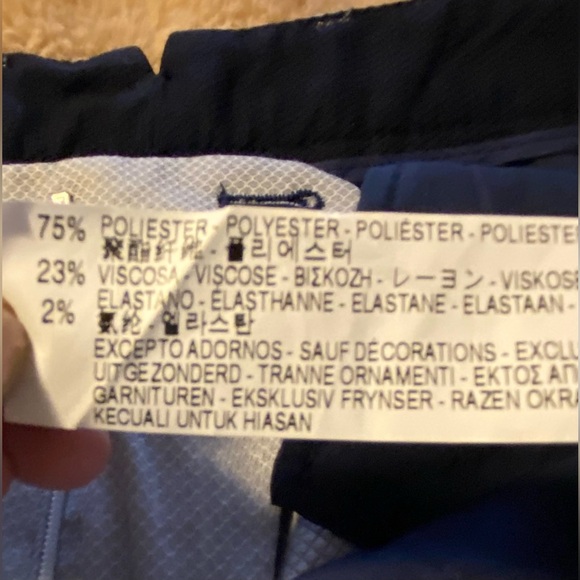 75% POLIESTER - POLYESTER - POLIÉSTER - POLIESTE
聚酯纤维 - 폴리에스터
23% VISCOSA - VISCOSE - ΒΙΣΚΟΖΗ - レーヨン - VISKOSE
2% ELASTANO - ÉLASTHANNE - ELASTANE - ELASTAAN -
氨纶 - 엘라스탄
EXCEPTO ADORNOS - SAUF DÉCORATIONS - EXCLU
UITGEZONDERD - TRANNE ORNAMENTI - ΕΚΤΟΣ ΑΠ
GARNITUREN - EKSKLUSIV FRYNSER - RAZEN OKRA
KECUALI UNTUK HIASAN